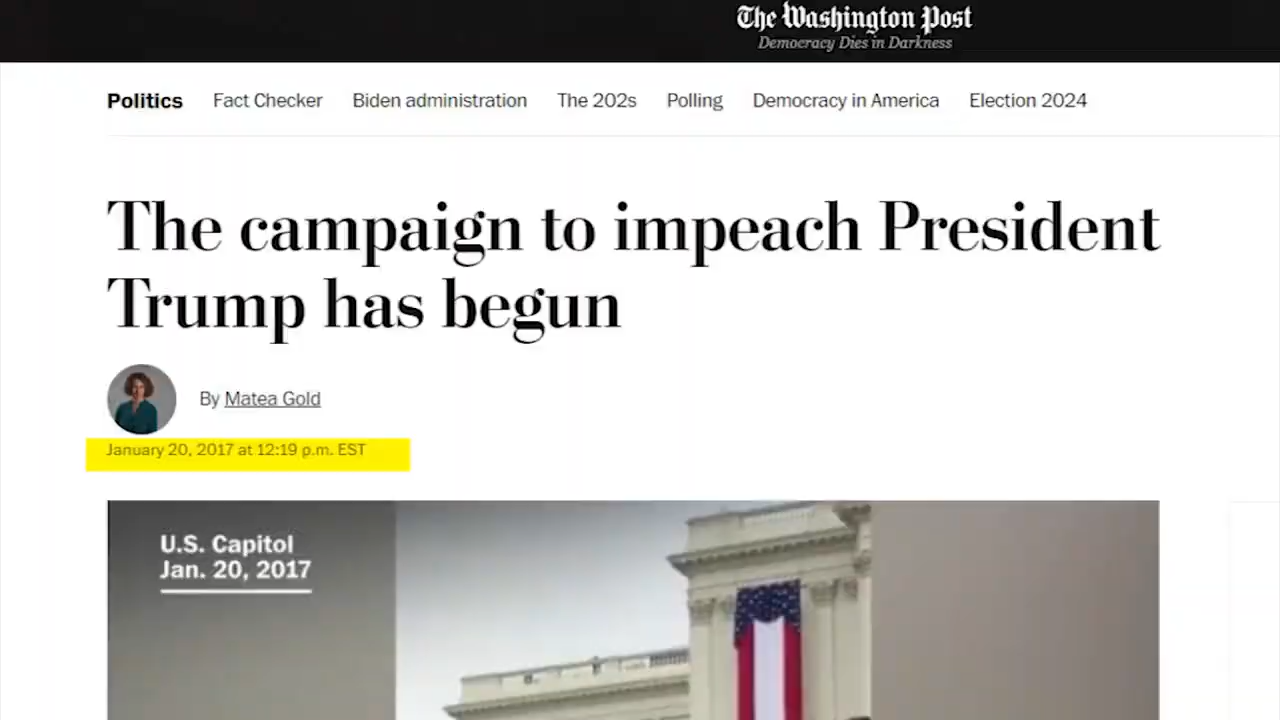 The Washington Post
Democracy Dies in Darkness
Politics Fact Checker Biden administration The 202s Polling Democracy in America Election 2024
The campaign to impeach President
Trump has begun
By Matea Gold
January 20, 2017 at 12:19 p.m. EST
U.S. Capitol
Jan. 20, 2017